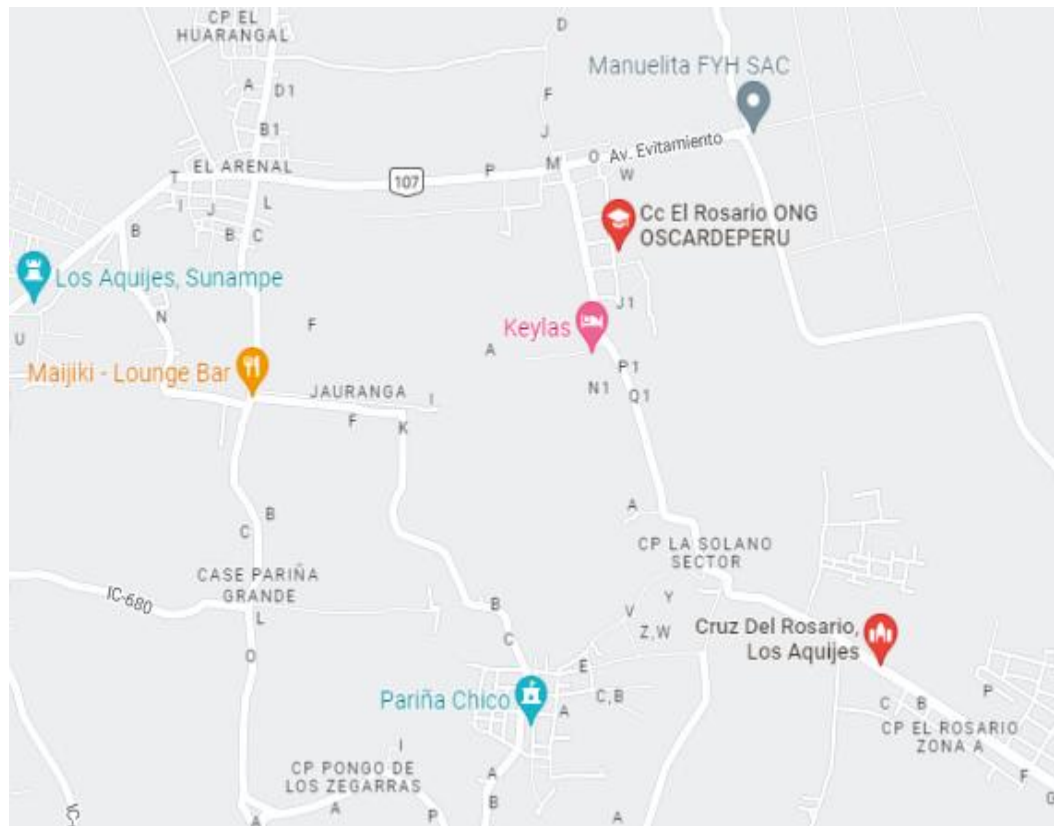 CP EL
HUARANGAL
D
Manuelita FYH SAC
A
D1
F
B1
J
EL ARENAL
T
107
P
M
O
Av. Evitamiento
W
I
J
L
B
B
C
Cc El Rosario ONG
OSCARDEPERU
Los Aquijes, Sunampe
N
U
F
J1
Keylas
A
P1
N1
Q1
Maijiki - Lounge Bar
JAURANGA
I
F
K
B
C
A
CP LA SOLANO
SECTOR
CASE PARIÑA
GRANDE
IC-680
L
O
B
C
Y
V
Z,W
E
C,B
Cruz Del Rosario,
Los Aquijes
Pariña Chico
A
C
B
P
CP EL ROSARIO
ZONA A
I
CP PONGO DE
LOS ZEGARRAS
A
A
P
A
B
A
F
G